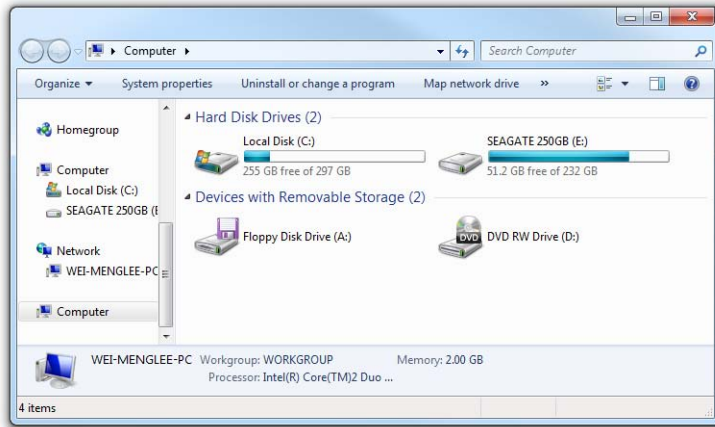 Computer
Search Computer
Organize System properties Uninstall or change a program Map network drive »
Homegroup
Computer
Local Disk (C:)
SEAGATE 250GB (E
Network
WEI-MENGLEE-PC
Computer
Hard Disk Drives (2)
Local Disk (C:)
255 GB free of 297 GB
SEAGATE 250GB (E:)
51.2 GB free of 232 GB
Devices with Removable Storage (2)
Floppy Disk Drive (A:)
DVD
DVD RW Drive (D:)
WEI-MENGLEE-PC Workgroup: WORKGROUP Memory: 2.00 GB
Processor: Intel(R) Core(TM)2 Duo ...
4 items